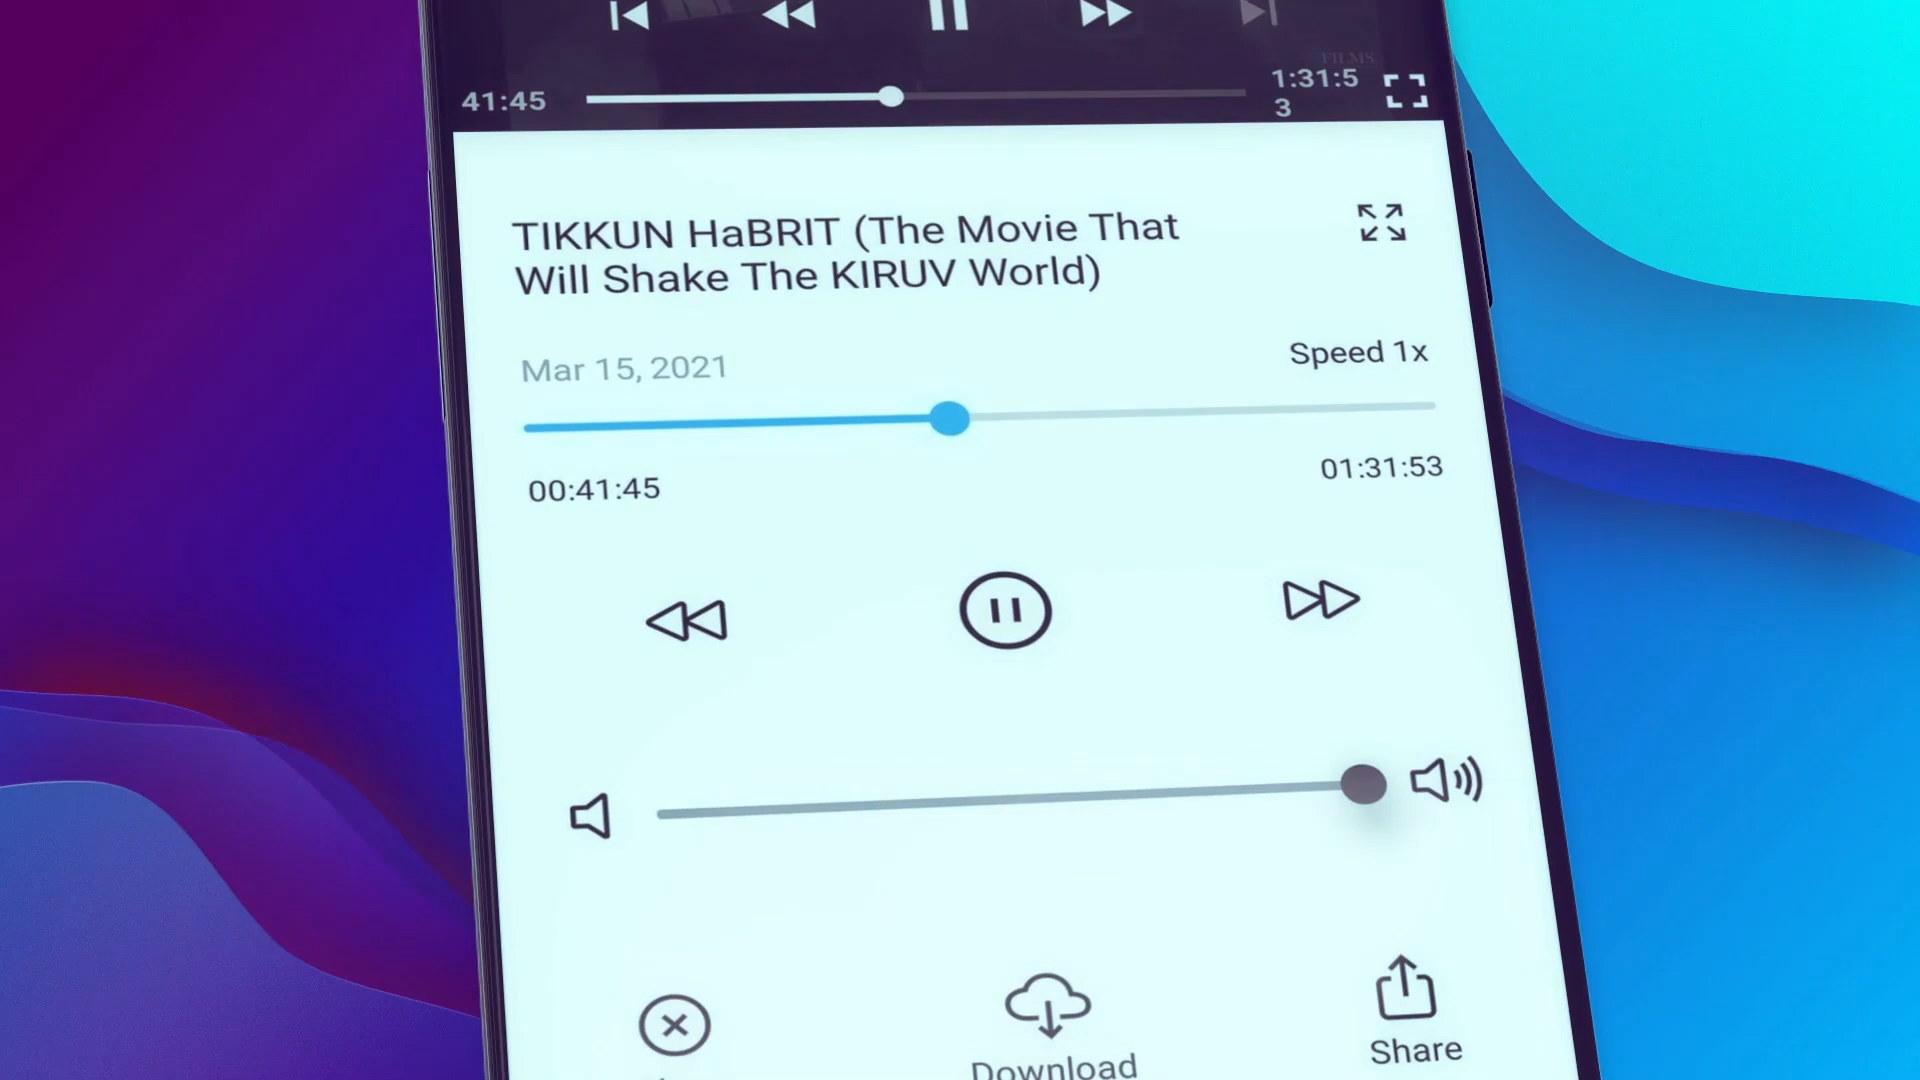 FILMS
41:45
1:31:5
3
TIKKUN HaBRIT (The Movie That
Will Shake The KIRUV World)
Mar 15, 2021
Speed 1x
00:41:45
01:31:53
Download
Share